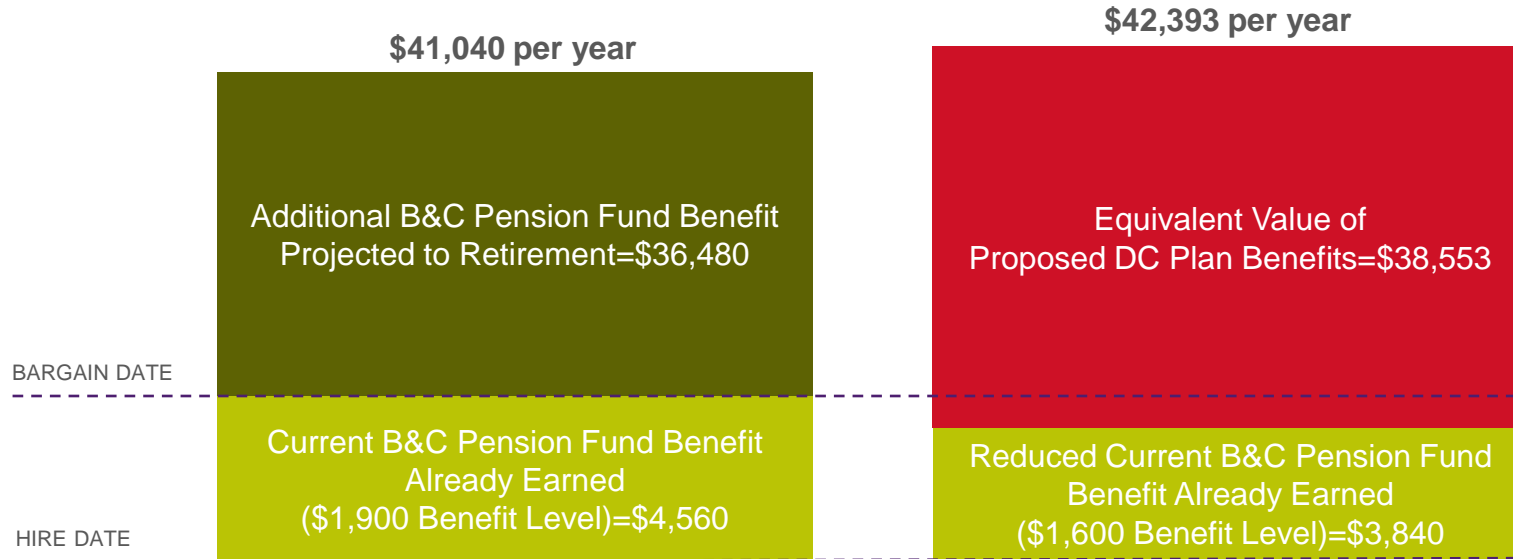 $41,040 per year
$42,393 per year
Additional B&C Pension Fund Benefit
Projected to Retirement=$36,480
Equivalent Value of
Proposed DC Plan Benefits=$38,553
BARGAIN DATE
Current B&C Pension Fund Benefit
Already Earned
($1,900 Benefit Level)=$4,560
Reduced Current B&C Pension Fund
Benefit Already Earned
($1,600 Benefit Level)=$3,840
HIRE DATE